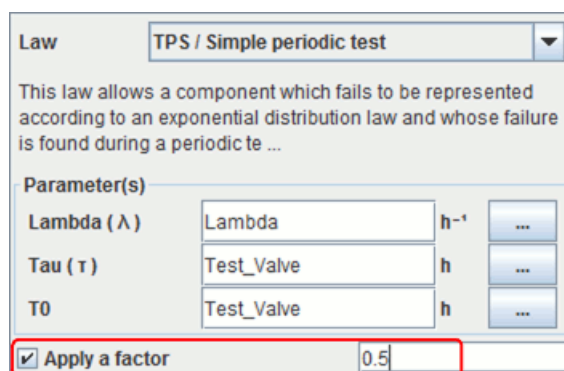 Law TPS / Simple periodic test
This law allows a component which fails to be represented
according to an exponential distribution law and whose failure
is found during a periodic te ...
Parameter(s)
Lambda ( λ ) Lambda h⁻¹ ...
Tau ( τ ) Test_Valve h ...
T0 Test_Valve h ...
Apply a factor 0.5